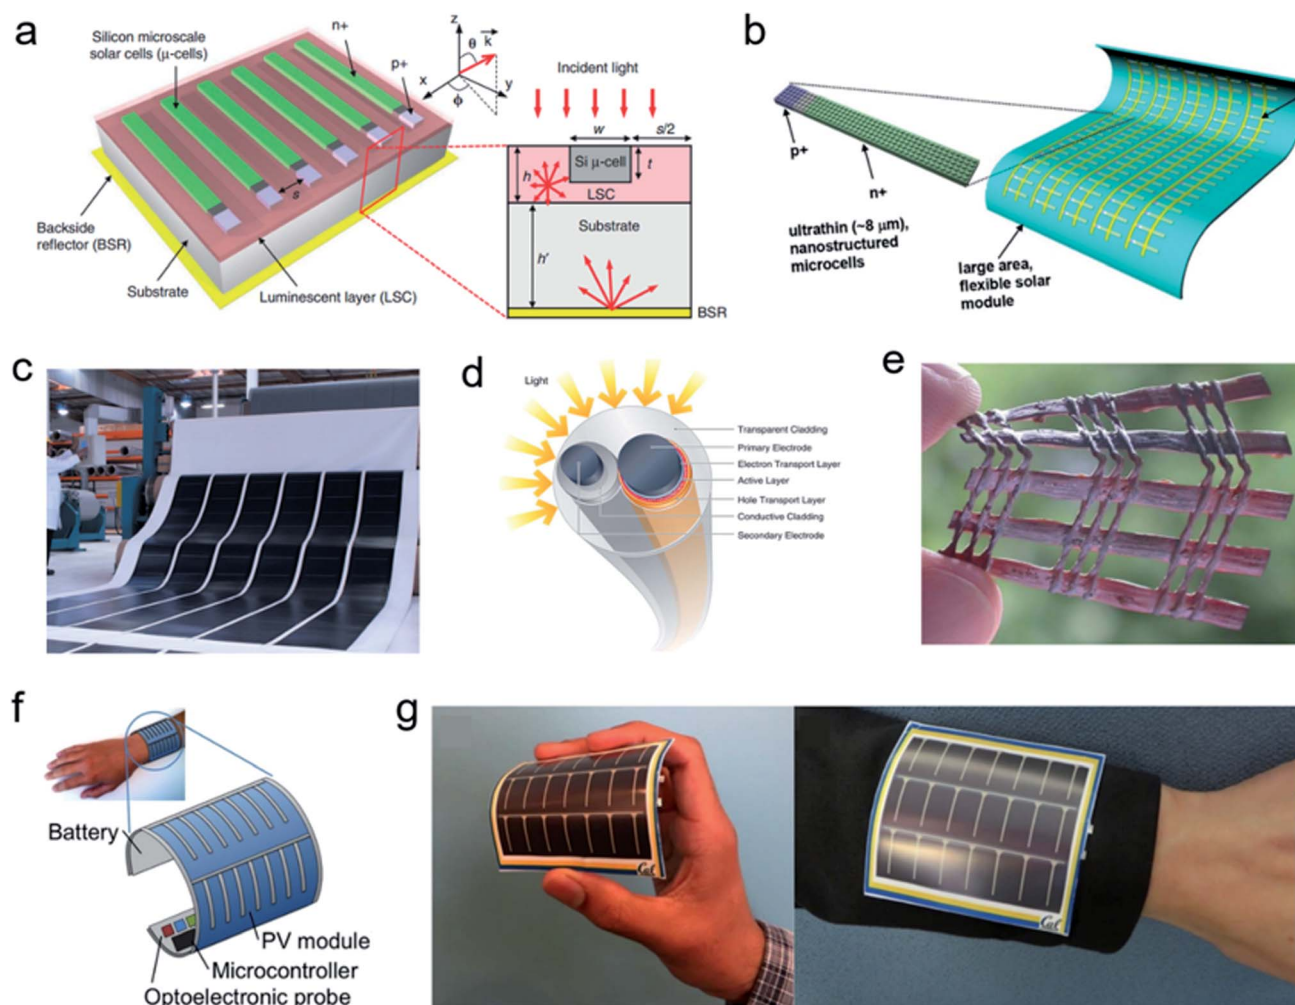 a
Silicon microscale
solar cells (μ-cells)
n+
p+
z
θ
k
x
y
ϕ
s
Backside
reflector (BSR)
Substrate
Luminescent layer (LSC)
Incident light
w
s/2
Si μ-cell
t
h
LSC
Substrate
h'
BSR
b
p+
n+
ultrathin (~8 μm),
nanostructured
microcells
large area,
flexible solar
module
c
d
Light
Transparent Cladding
Primary Electrode
Electron Transport Layer
Active Layer
Hole Transport Layer
Conductive Cladding
Secondary Electrode
e
f
Battery
PV module
Microcontroller
Optoelectronic probe
g
Cal
Cal